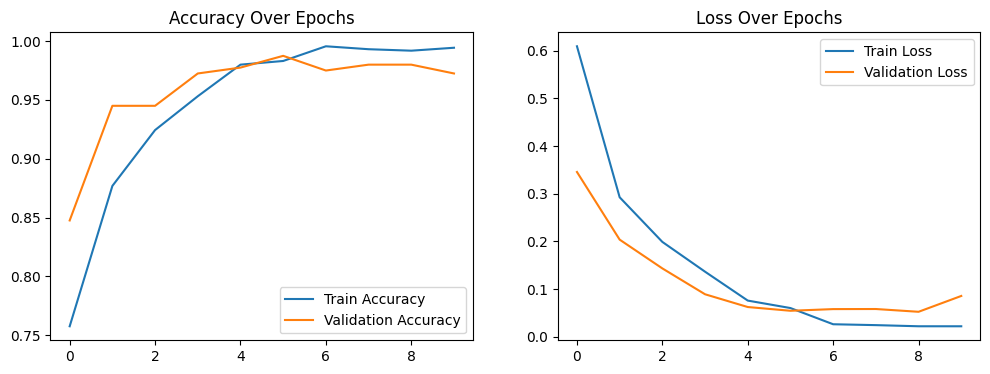 Accuracy Over Epochs
1.00
0.95
0.90
0.85
0.80
0.75
0 2 4 6 8
Train Accuracy
Validation Accuracy
Loss Over Epochs
0.6
0.5
0.4
0.3
0.2
0.1
0.0
0 2 4 6 8
Train Loss
Validation Loss